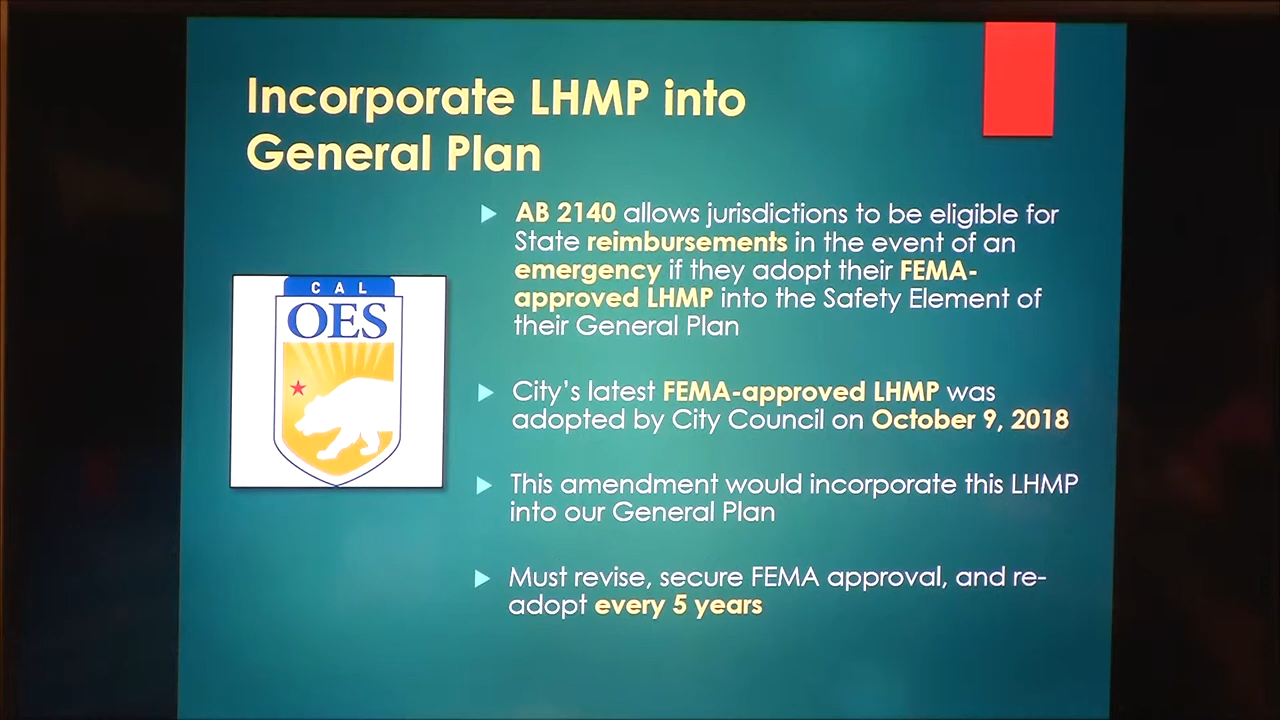 Incorporate LHMP into
General Plan
AB 2140 allows jurisdictions to be eligible for
State reimbursements in the event of an
emergency if they adopt their FEMA-
approved LHMP into the Safety Element of
their General Plan
CAL
OES
City's latest FEMA-approved LHMP was
adopted by City Council on October 9, 2018
This amendment would incorporate this LHMP
into our General Plan
Must revise, secure FEMA approval, and re-
adopt every 5 years